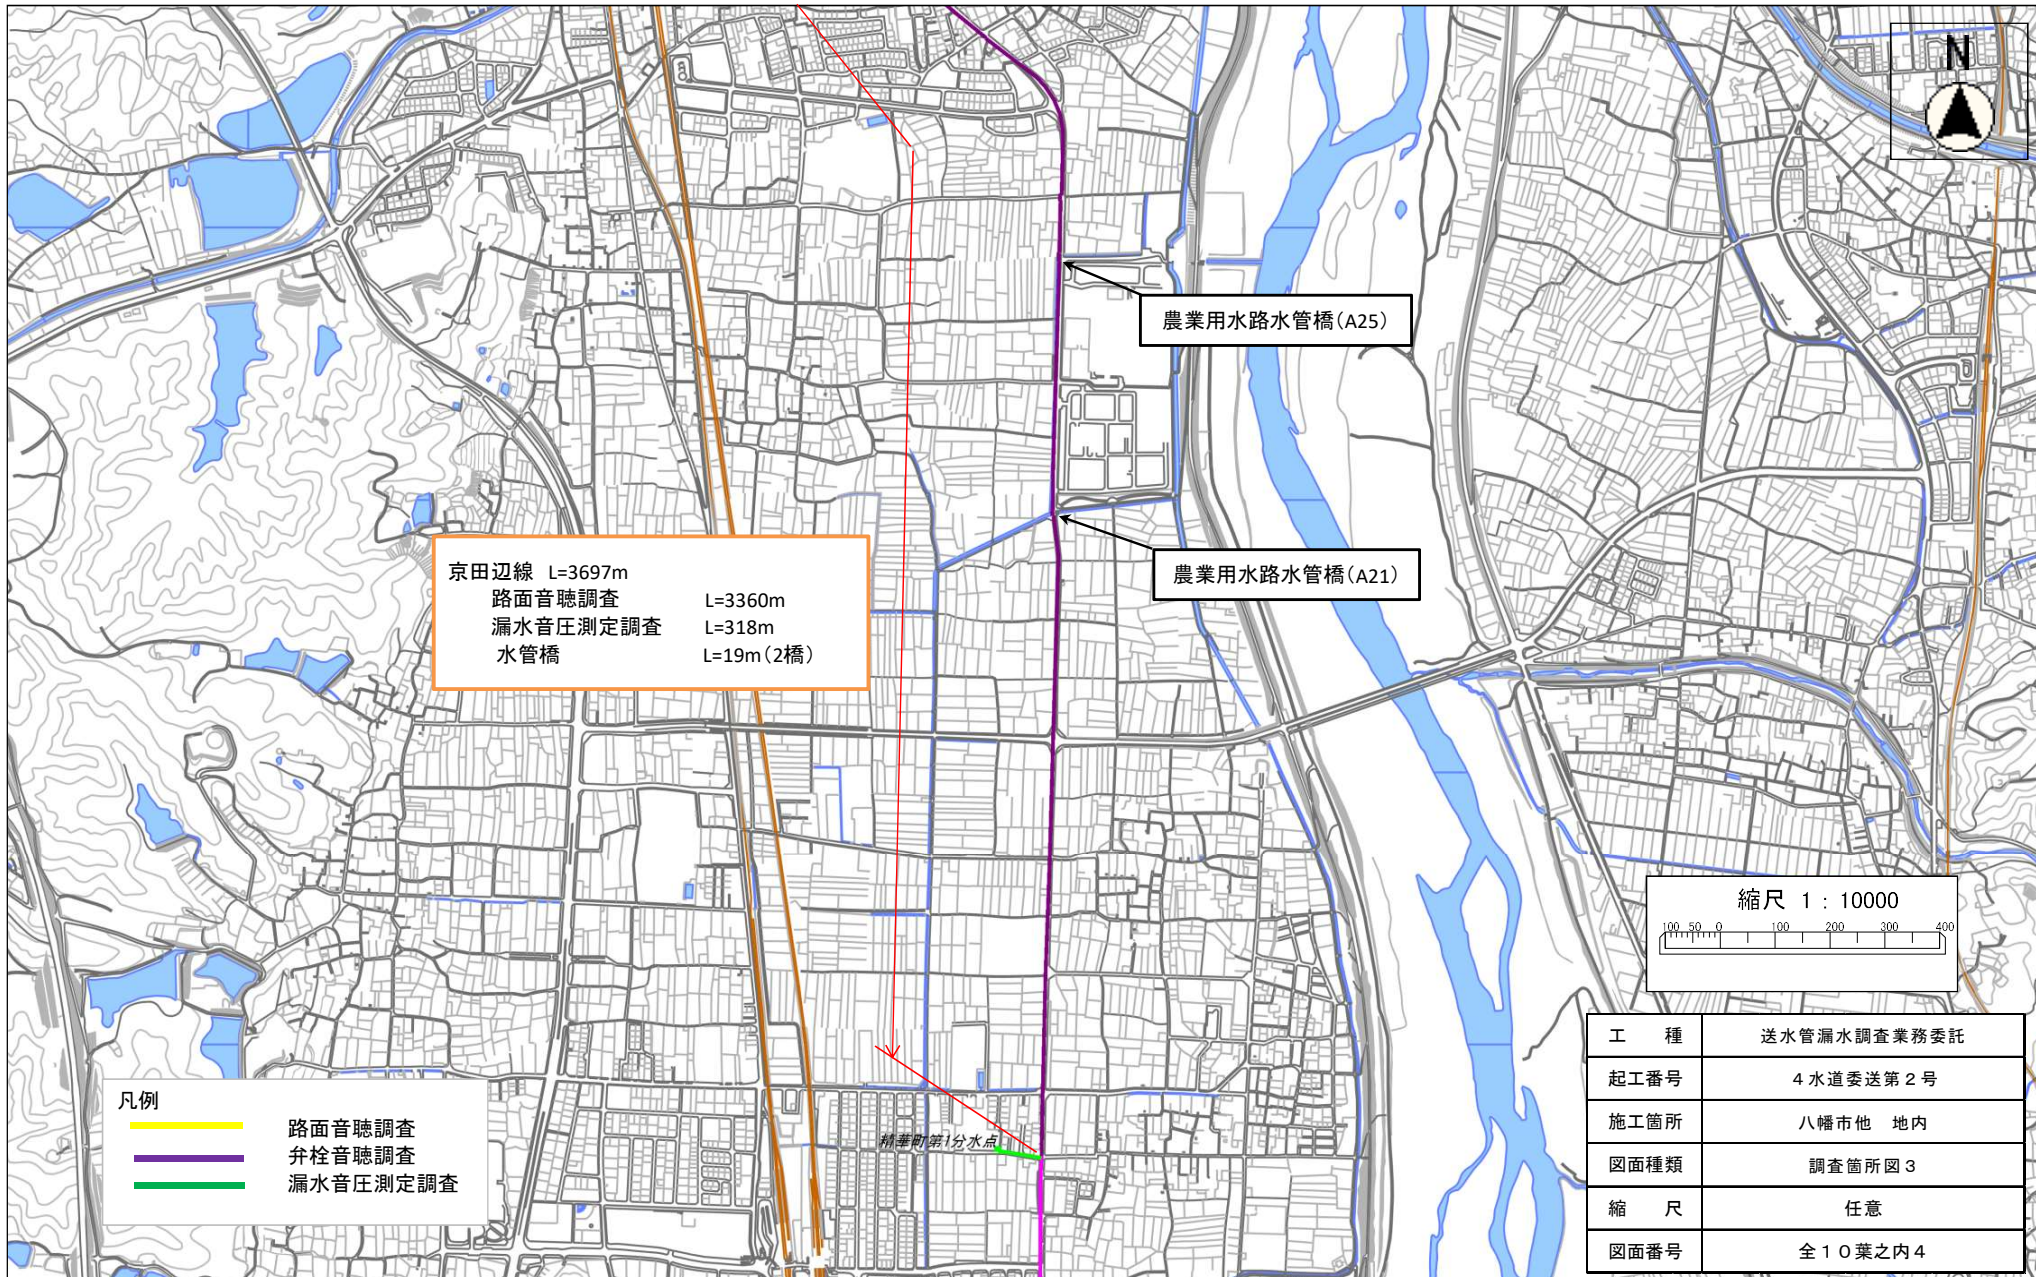 N
農業用水路水管橋(A25)
農業用水路水管橋(A21)
京田辺線 L=3697m
路面音聴調査 L=3360m
漏水音圧測定調査 L=318m
水管橋 L=19m(2橋)
縮尺 1 : 10000
100 50 0 100 200 300 400
精華町第1分水点
凡例
路面音聴調査
弁栓音聴調査
漏水音圧測定調査
工 種 送水管漏水調査業務委託
起工番号 4水道委送第2号
施工箇所 八幡市他 地内
図面種類 調査箇所図3
縮 尺 任意
図面番号 全10葉之内4